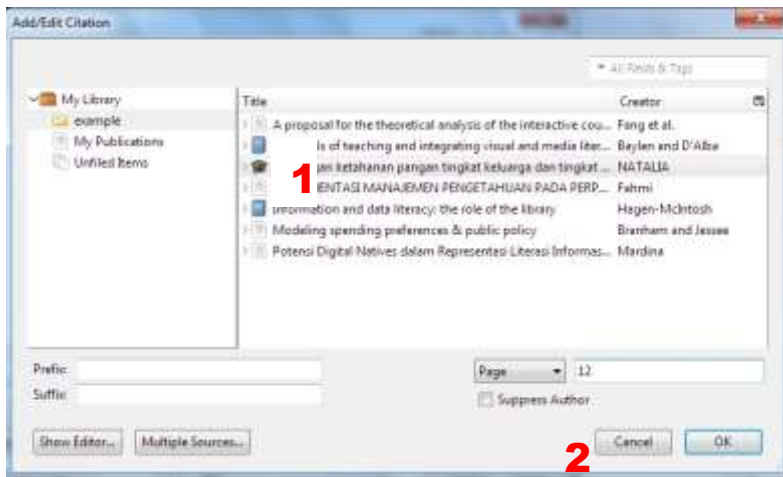 Add/Edit Citation
All Fields & Tags
My Library
example
My Publications
Unfiled Items
Title Creator
A proposal for the theoretical analysis of the interactive cou... Fang et al.
ls of teaching and integrating visual and media liter... Baylen and D'Alba
an ketahanan pangan tingkat keluarga dan tingkat ... NATALIA
ENTASI MANAJEMEN PENGETAHUAN PADA PERP... Fahmi
Information and data literacy: the role of the library Hagen-McIntosh
Modeling spending preferences & public policy Branham and Jessee
Potensi Digital Natives dalam Representasi Literasi Informas... Mardina
1
Prefix:
Page 12
Suffix:
Suppress Author
Show Editor... Multiple Sources... Cancel OK
2